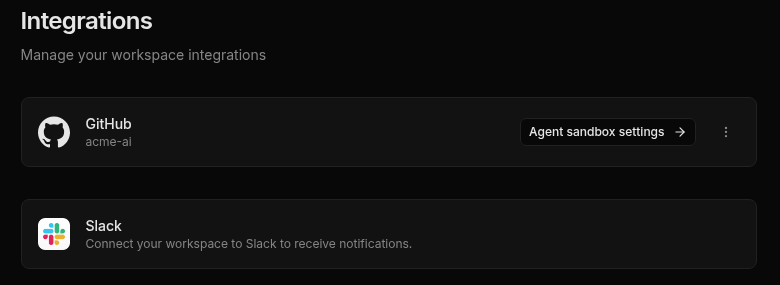 Integrations
Manage your workspace integrations
GitHub
acme-ai
Agent sandbox settings
Slack
Connect your workspace to Slack to receive notifications.